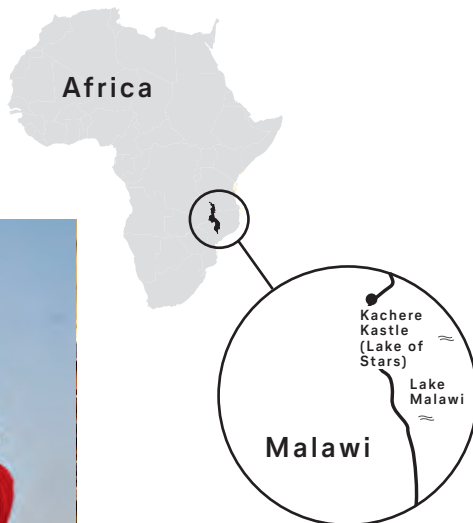 Africa
Kachere
Kastle
(Lake of
Stars)
Lake
Malawi
Malawi